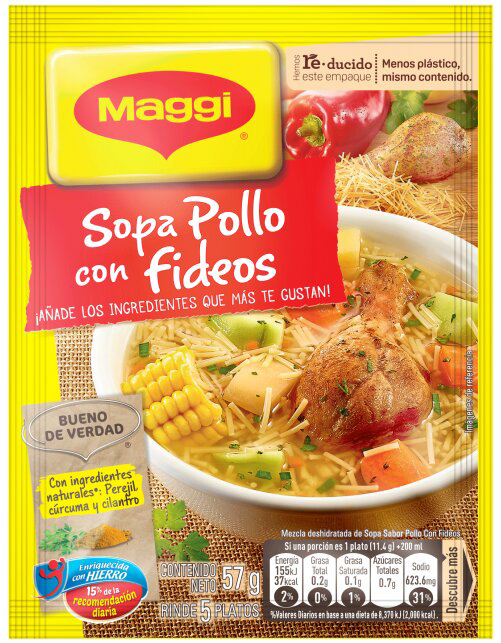 Hemos
re·ducido
este empaque
Menos plástico,
mismo contenido.
Maggi
®
Sopa Pollo
con fideos
¡AÑADE LOS INGREDIENTES QUE MÁS TE GUSTAN!
Imágenes de referencia
BUENO
DE VERDAD
®
Con ingredientes
naturales*: Perejil,
cúrcuma y cilantro
Enriquecida
con HIERRO
15% de la
recomendación
diaria
CONTENIDO
NETO 57 g
RINDE 5 PLATOS
Mezcla deshidratada de Sopa Sabor Pollo Con Fideos
Si una porción es 1 plato (11.4 g) +200 ml
Energía
155kJ
37kcal
2%
Grasa
Total
0.2g
0%
Grasa
Saturada
0.1g
1%
Azúcares
Totales
0.7g
Sodio
623.6mg
31%
%Valores Diarios en base a una dieta de 8,370 kJ (2,000 kcal).
Descubre más